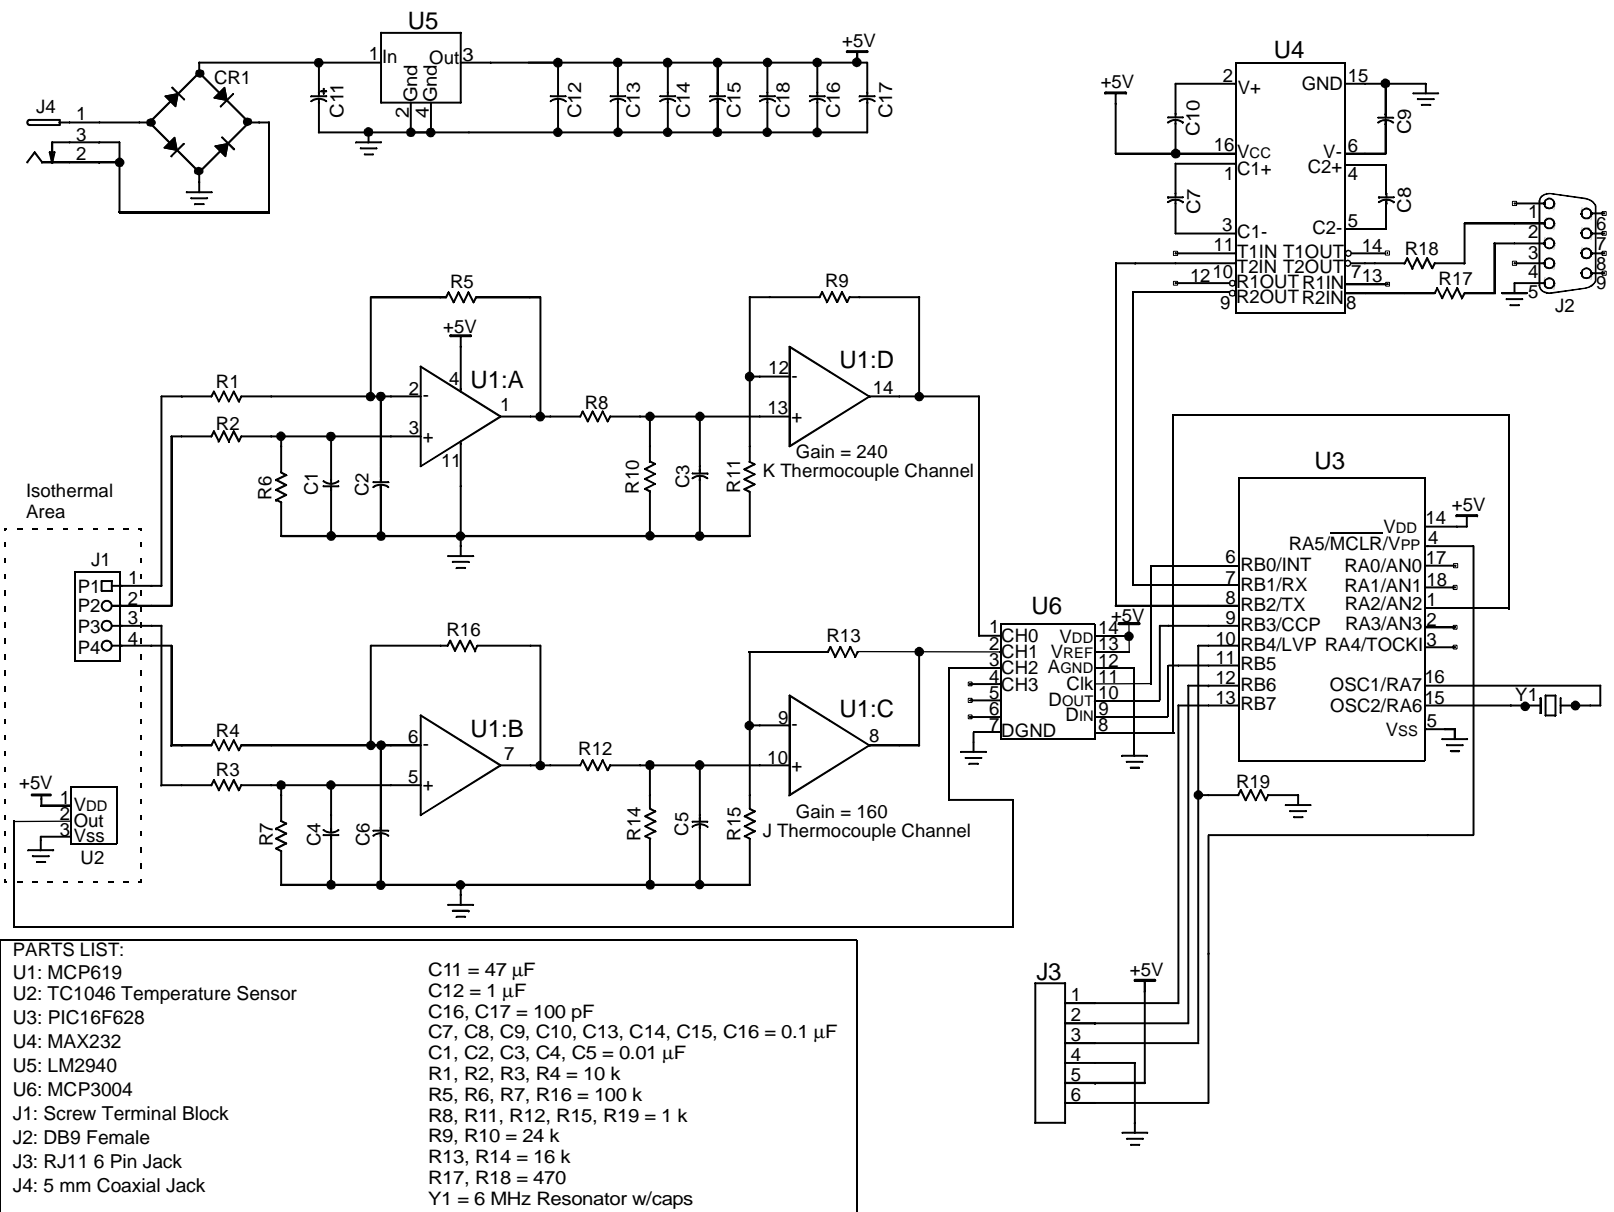 U5
1 In Out 3
Gnd
Gnd
2 4
+5V
C11
C12
C13
C14
C15
C18
C16
C17
CR1
J4
1
3
2
U4
+5V
2 V+ GND 15
C10
C9
16 VCC V- 6
1 C1+ C2+ 4
C7
C8
3 C1- C2- 5
11 T1IN T1OUT 14
10 T2IN T2OUT 7
12 R1OUT R1IN 13
9 R2OUT R2IN 8
R18
R17
1
2
3
4
5
6
7
8
9
J2
R5
+5V
R1
R2
2 -
3 +
4
11
U1:A
1
R6
C1
C2
R8
R10
C3
R11
R9
12 -
13 +
U1:D
14
Gain = 240
K Thermocouple Channel
Isothermal
Area
J1
P1 1
P2 2
P3 3
P4 4
R16
R4
R3
6 -
5 +
U1:B
7
R7
C4
C6
R12
R14
C5
R15
R13
9 -
10 +
U1:C
8
Gain = 160
J Thermocouple Channel
+5V
1 VDD
2 Out
3 Vss
U2
U6
+5V
1 CH0 VDD 14
2 CH1 VREF 13
3 CH2 AGND 12
4 CH3 Clk 11
5 DOUT 10
6 DIN 9
7 DGND 8
U3
+5V
VDD 14
RA5/MCLR/VPP 4
6 RB0/INT RA0/AN0 17
7 RB1/RX RA1/AN1 18
8 RB2/TX RA2/AN2 1
9 RB3/CCP RA3/AN3 2
10 RB4/LVP RA4/TOCKI 3
11 RB5
12 RB6 OSC1/RA7 16
13 RB7 OSC2/RA6 15
Vss 5
Y1
R19
J3
+5V
1
2
3
4
5
6
PARTS LIST:
U1: MCP619
U2: TC1046 Temperature Sensor
U3: PIC16F628
U4: MAX232
U5: LM2940
U6: MCP3004
J1: Screw Terminal Block
J2: DB9 Female
J3: RJ11 6 Pin Jack
J4: 5 mm Coaxial Jack
C11 = 47 μF
C12 = 1 μF
C16, C17 = 100 pF
C7, C8, C9, C10, C13, C14, C15, C16 = 0.1 μF
C1, C2, C3, C4, C5 = 0.01 μF
R1, R2, R3, R4 = 10 k
R5, R6, R7, R16 = 100 k
R8, R11, R12, R15, R19 = 1 k
R9, R10 = 24 k
R13, R14 = 16 k
R17, R18 = 470
Y1 = 6 MHz Resonator w/caps